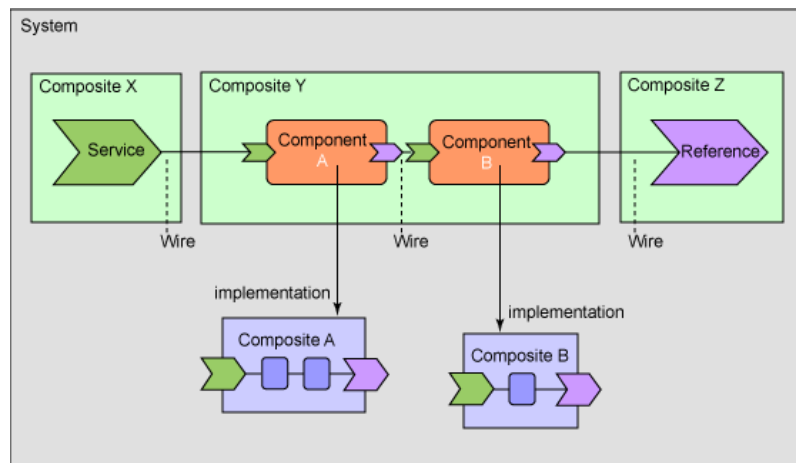 System
Composite X
Composite Y
Composite Z
Service
Component
A
Component
B
Reference
Wire
Wire
Wire
implementation
implementation
Composite A
Composite B